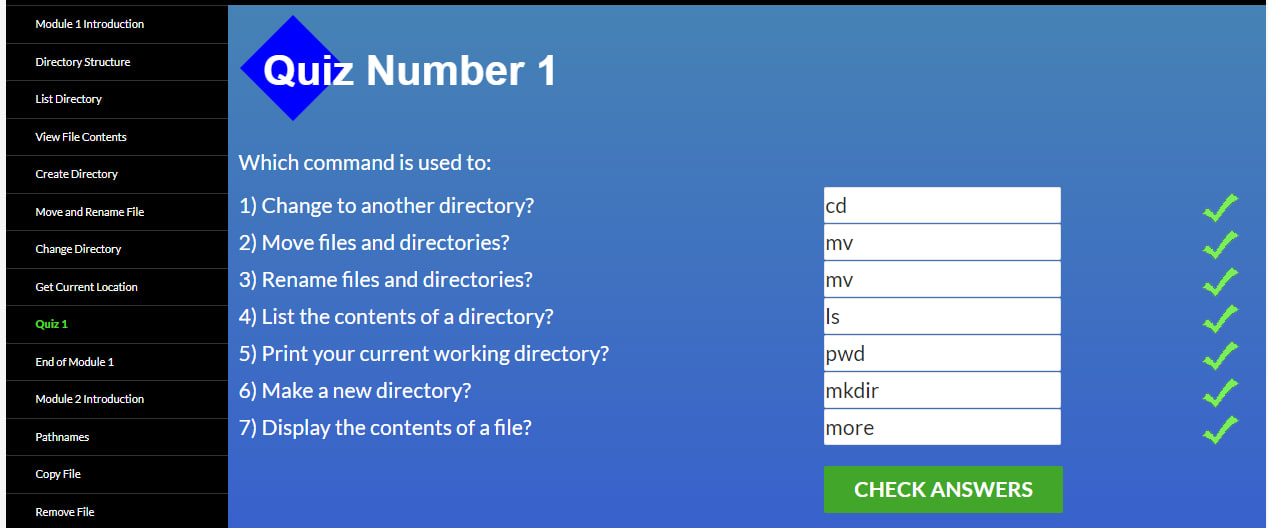 Module 1 Introduction
Directory Structure
List Directory
View File Contents
Create Directory
Move and Rename File
Change Directory
Get Current Location
Quiz 1
End of Module 1
Module 2 Introduction
Pathnames
Copy File
Remove File
Quiz Number 1
Which command is used to:
1) Change to another directory? cd
2) Move files and directories? mv
3) Rename files and directories? mv
4) List the contents of a directory? ls
5) Print your current working directory? pwd
6) Make a new directory? mkdir
7) Display the contents of a file? more
CHECK ANSWERS